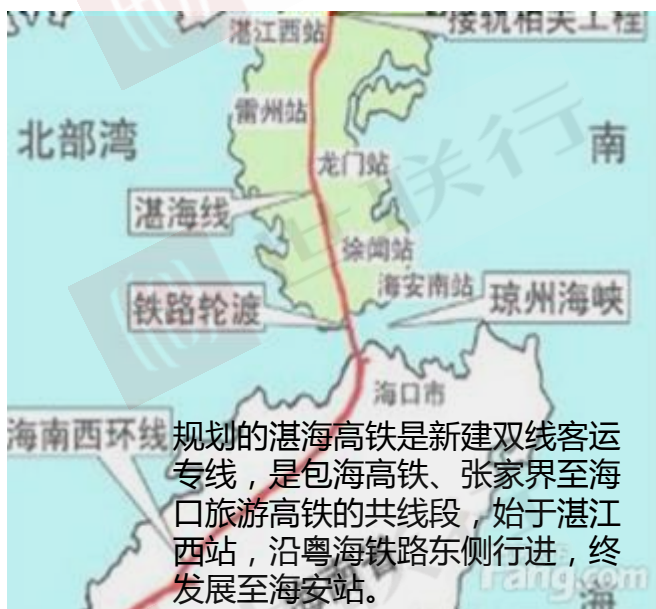 接轨相关工程
湛江西站
雷州站
北部湾
南
龙门站
湛海线
徐闻站
海安南站
铁路轮渡
琼州海峡
海口市
海南西环线
规划的湛海高铁是新建双线客运
专线，是包海高铁、张家界至海
口旅游高铁的共线段，始于湛江
西站，沿粤海铁路东侧行进，终
发展至海安站。
海